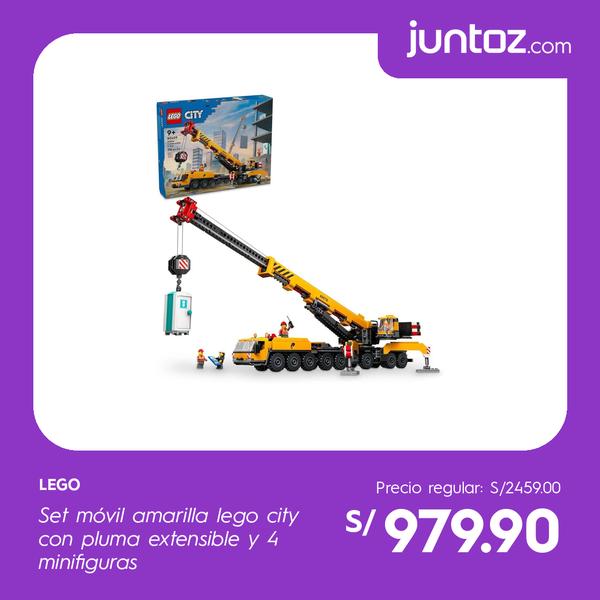 juntoz.com
LEGO CITY
9+
LEGO
Precio regular: S/2459.00
Set móvil amarilla lego city
con pluma extensible y 4
minifiguras
S/ 979.90